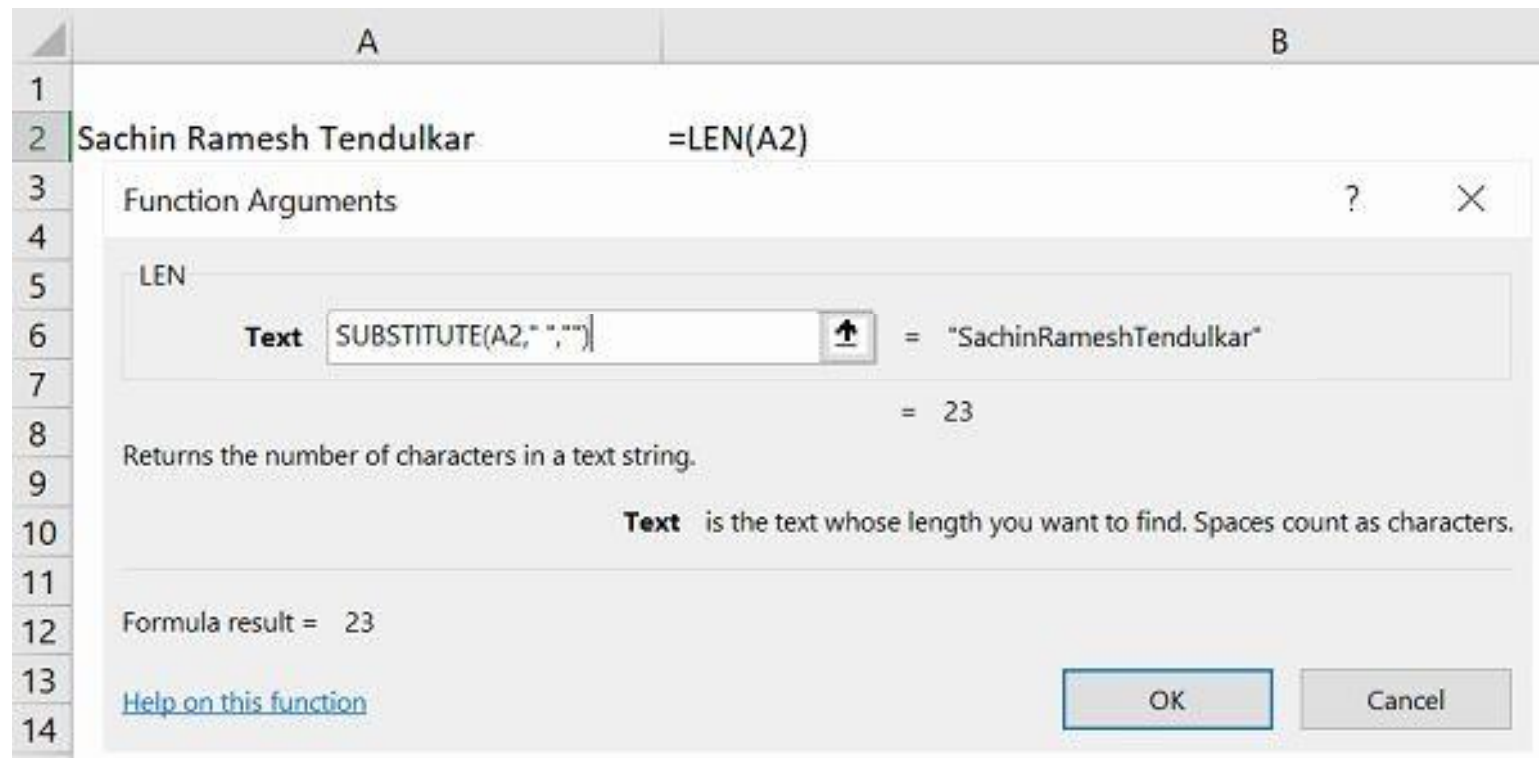 A B
1
2 Sachin Ramesh Tendulkar =LEN(A2)
3 Function Arguments ?
4
5 LEN
6 Text SUBSTITUTE(A2," ","") = "SachinRameshTendulkar"
7
= 23
8
Returns the number of characters in a text string.
9
10 Text is the text whose length you want to find. Spaces count as characters.
11
12 Formula result = 23
13 Help on this function OK Cancel
14